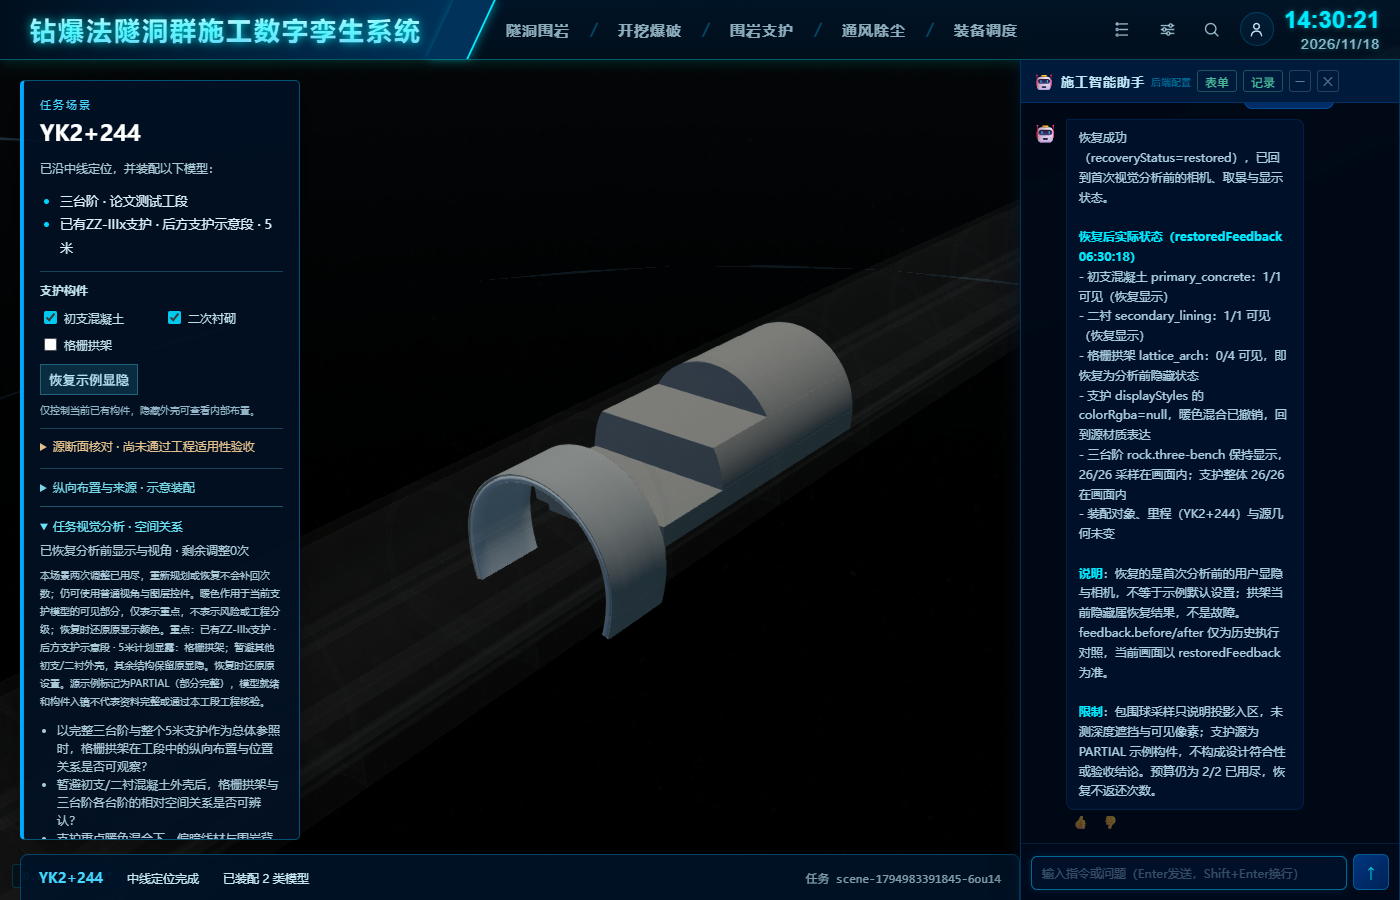 钻爆法隧洞群施工数字孪生系统
隧洞围岩 / 开挖爆破 / 围岩支护 / 通风除尘 / 装备调度
14:30:21
2026/11/18
任务场景
YK2+244
已沿中线定位，并装配以下模型：
三台阶 · 论文测试工段
已有ZZ-IIIx支护 · 后方支护示意段 · 5
米
支护构件
初支混凝土
二次衬砌
格栅拱架
恢复示例显隐
仅控制当前已有构件，隐藏外壳可查看内部布置。
源断面核对 · 尚未通过工程适用性验收
纵向布置与来源 · 示意装配
任务视觉分析 · 空间关系
已恢复分析前显示与视角 · 剩余调整0次
本场景两次调整已用尽，重新规划或恢复不会补回次
数；仍可使用普通视角与图层控件。暖色作用于当前支
护模型的可见部分，仅表示重点，不表示风险或工程分
级；恢复时还原原显示颜色。重点：已有ZZ-IIIx支护 ·
后方支护示意段 · 5米计划显露：格栅拱架；暂避其他
初支/二衬外壳，其余结构保留原显隐。恢复时还原原
设置。源示例标记为PARTIAL（部分完整），模型就绪
和构件入镜不代表资料完整或通过本工段工程核验。
以完整三台阶与整个5米支护作为总体参照
时，格栅拱架在工段中的纵向布置与位置
关系是否可观察？
暂避初支/二衬混凝土外壳后，格栅拱架与
三台阶各台阶的相对空间关系是否可辨
认？
支护重点暖色混合下，偏暗线材与围岩背
YK2+244
中线定位完成
已装配 2 类模型
任务 scene-1794983391845-6ou14
施工智能助手
后端配置
表单
记录
恢复成功
（recoveryStatus=restored），已回
到首次视觉分析前的相机、取景与显示
状态。
恢复后实际状态（restoredFeedback
06:30:18)
- 初支混凝土 primary_concrete：1/1
可见（恢复显示）
- 二衬 secondary_lining：1/1 可见
（恢复显示）
- 格栅拱架 lattice_arch：0/4 可见，即
恢复为分析前隐藏状态
- 支护 displayStyles 的
colorRgba=null，暖色混合已撤销，回
到源材质表达
- 三台阶 rock.three-bench 保持显示，
26/26 采样在画面内；支护整体 26/26
在画面内
- 装配对象、里程（YK2+244）与源几
何未变
说明：恢复的是首次分析前的用户显隐
与相机，不等于示例默认设置；拱架当
前隐藏属恢复结果，不是故障。
feedback.before/after 仅为历史执行
对照，当前画面以 restoredFeedback
为准。
限制：包围球采样只说明投影入区，未
测深度遮挡与可见像素；支护源为
PARTIAL 示例构件，不构成设计符合性
或验收结论。预算仍为 2/2 已用尽，恢
复不返还次数。
输入指令或问题（Enter发送，Shift+Enter换行）